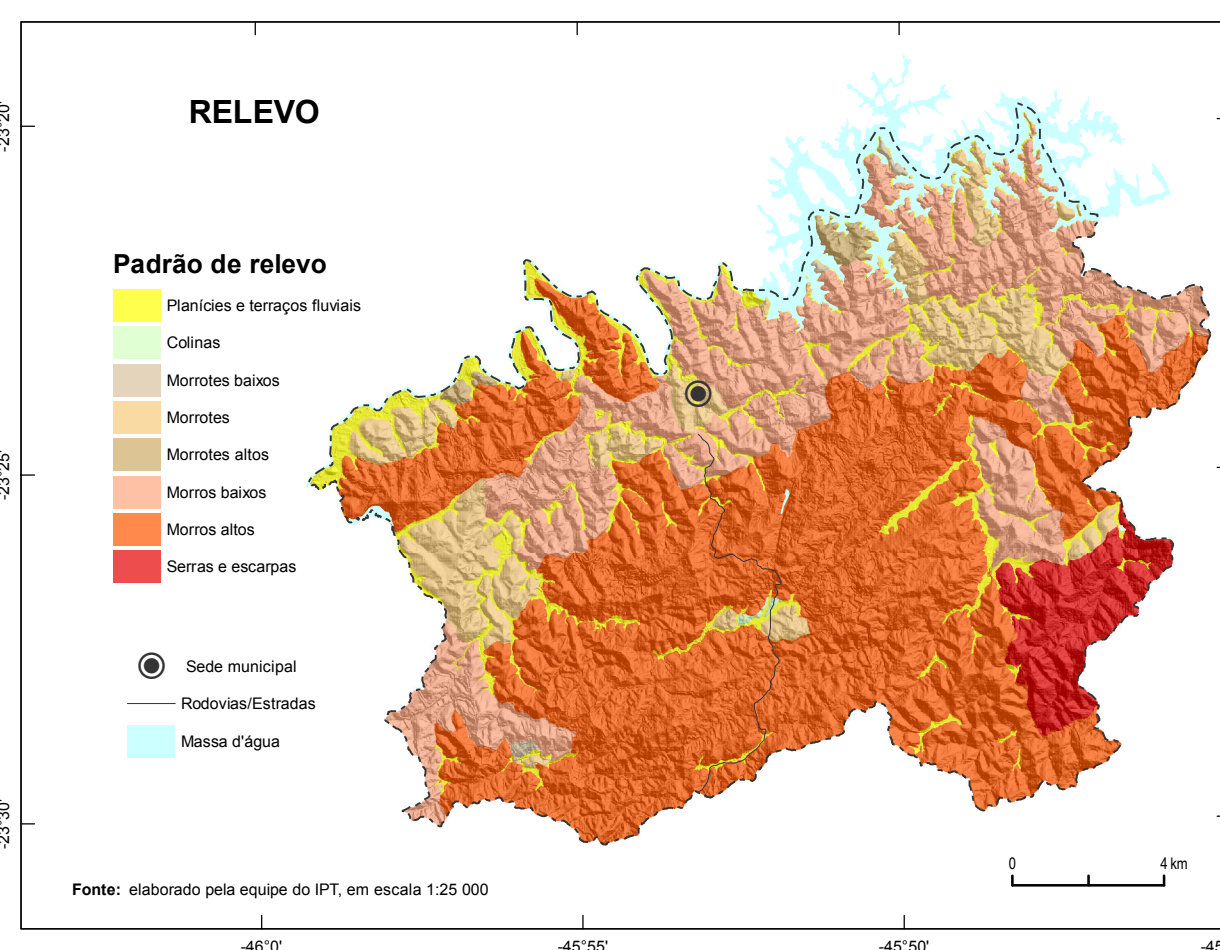 RELEVO
Padrão de relevo
Planícies e terraços fluviais
Colinas
Morrotes baixos
Morrotes
Morrotes altos
Morros baixos
Morros altos
Serras e escarpas
Sede municipal
Rodovias/Estradas
Massa d'água
-23°20'
-23°25'
-23°30'
0 4 km
Fonte: elaborado pela equipe do IPT, em escala 1:25 000
-46°0' -45°55' -45°50'